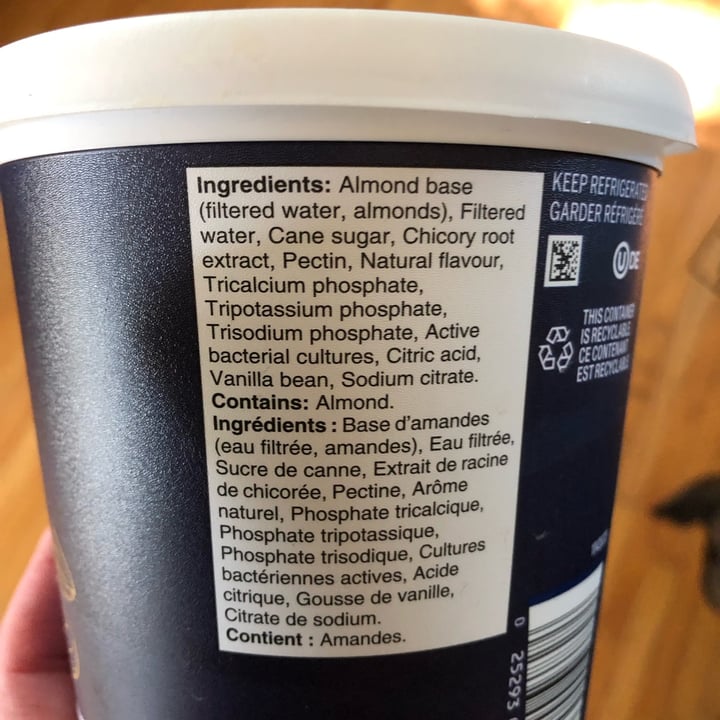 Ingredients: Almond base
(filtered water, almonds), Filtered
water, Cane sugar, Chicory root
extract, Pectin, Natural flavour,
Tricalcium phosphate,
Tripotassium phosphate,
Trisodium phosphate, Active
bacterial cultures, Citric acid,
Vanilla bean, Sodium citrate.
Contains: Almond.
Ingrédients : Base d'amandes
(eau filtrée, amandes), Eau filtrée,
Sucre de canne, Extrait de racine
de chicorée, Pectine, Arôme
naturel, Phosphate tricalcique,
Phosphate tripotassique,
Phosphate trisodique, Cultures
bactériennes actives, Acide
citrique, Gousse de vanille,
Citrate de sodium.
Contient : Amandes.
KEEP REFRIGERATED
GARDER RÉFRIGÉRÉ
U DE
THIS CONTAINER
IS RECYCLABLE
CE CONTENANT
EST RECYCLABLE
0 25293